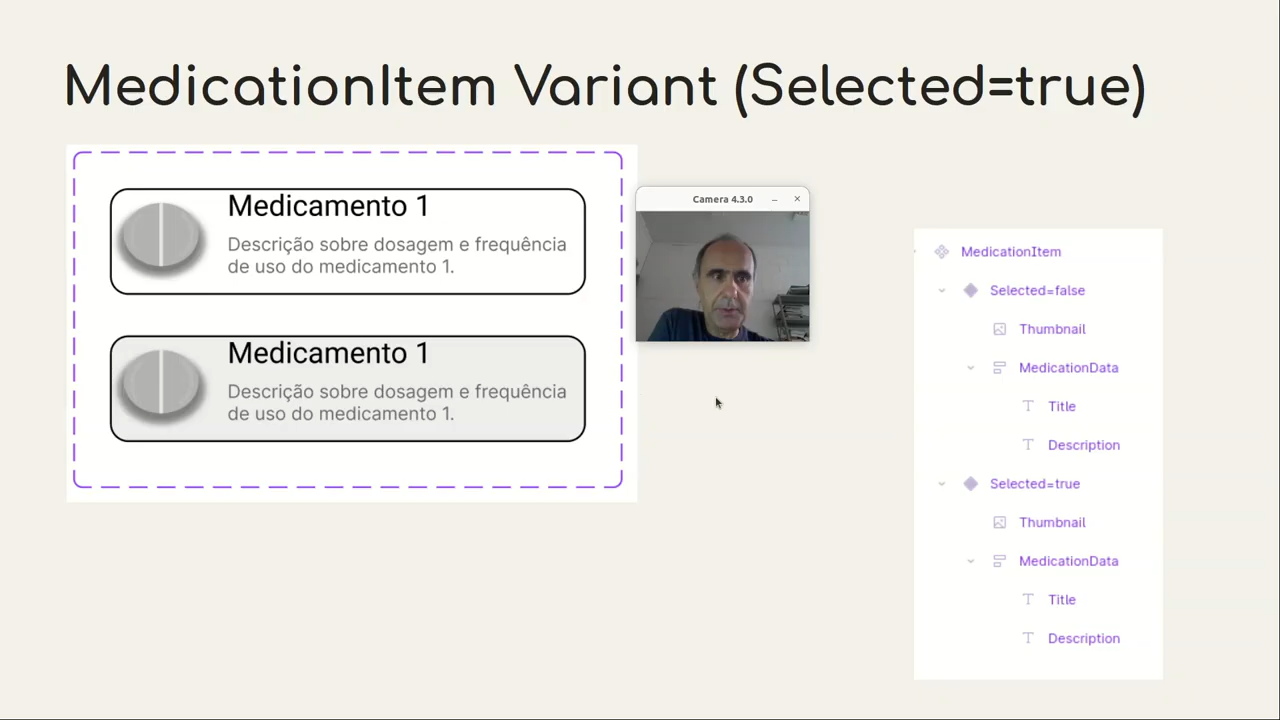 MedicationItem Variant (Selected=true)
Medicamento 1
Descrição sobre dosagem e frequência
de uso do medicamento 1.
Medicamento 1
Descrição sobre dosagem e frequência
de uso do medicamento 1.
Camera 4.3.0
MedicationItem
Selected=false
Thumbnail
MedicationData
Title
Description
Selected=true
Thumbnail
MedicationData
Title
Description